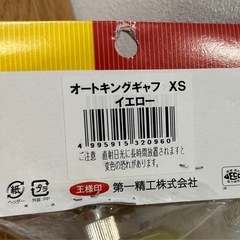 オートキングギャフ XS
イエロー
4 995915 320960
ご注意 直射日光に長時間放置されますと
変色の恐れがあります。
紙
ヘッダー
プラ
外装:PP
王様印 第一精工株式会社